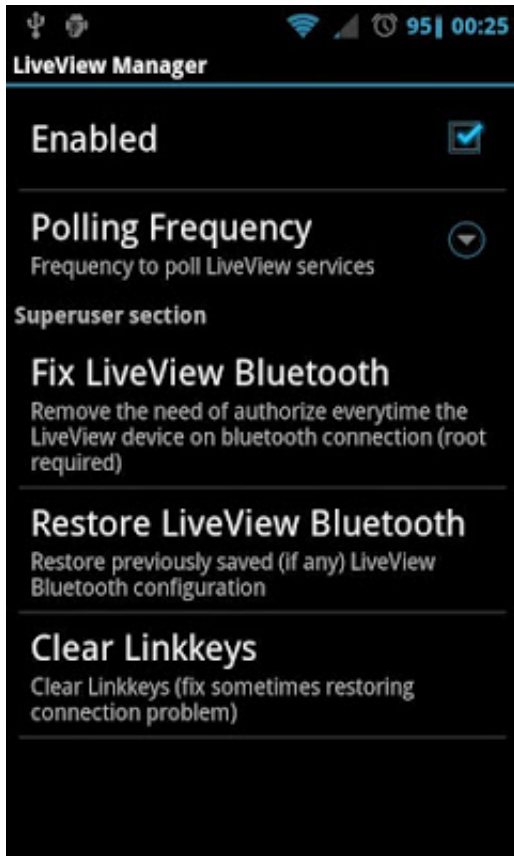 95 00:25
LiveView Manager
Enabled
Polling Frequency
Frequency to poll LiveView services
Superuser section
Fix LiveView Bluetooth
Remove the need of authorize everytime the
LiveView device on bluetooth connection (root
required)
Restore LiveView Bluetooth
Restore previously saved (if any) LiveView
Bluetooth configuration
Clear Linkkeys
Clear Linkkeys (fix sometimes restoring
connection problem)